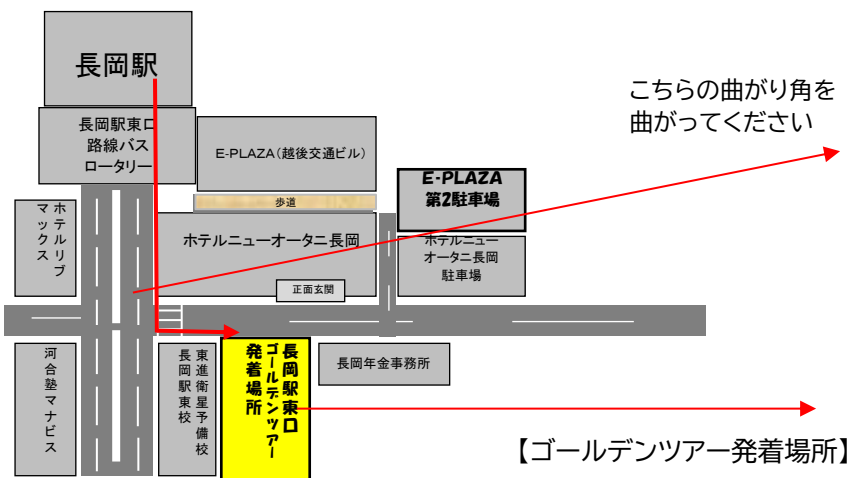 長岡駅
長岡駅東口
路線バス
ロータリー
E-PLAZA(越後交通ビル)
歩道
E-PLAZA
第2駐車場
こちらの曲がり角を
曲がってください
ホテルリブ
マックス
ホテルニューオータニ長岡
正面玄関
ホテルニュー
オータニ長岡
駐車場
河合塾マナビス
東進衛星予備校
長岡駅東校
長岡駅東口
ゴールデンツアー
発着場所
長岡年金事務所
【ゴールデンツアー発着場所】